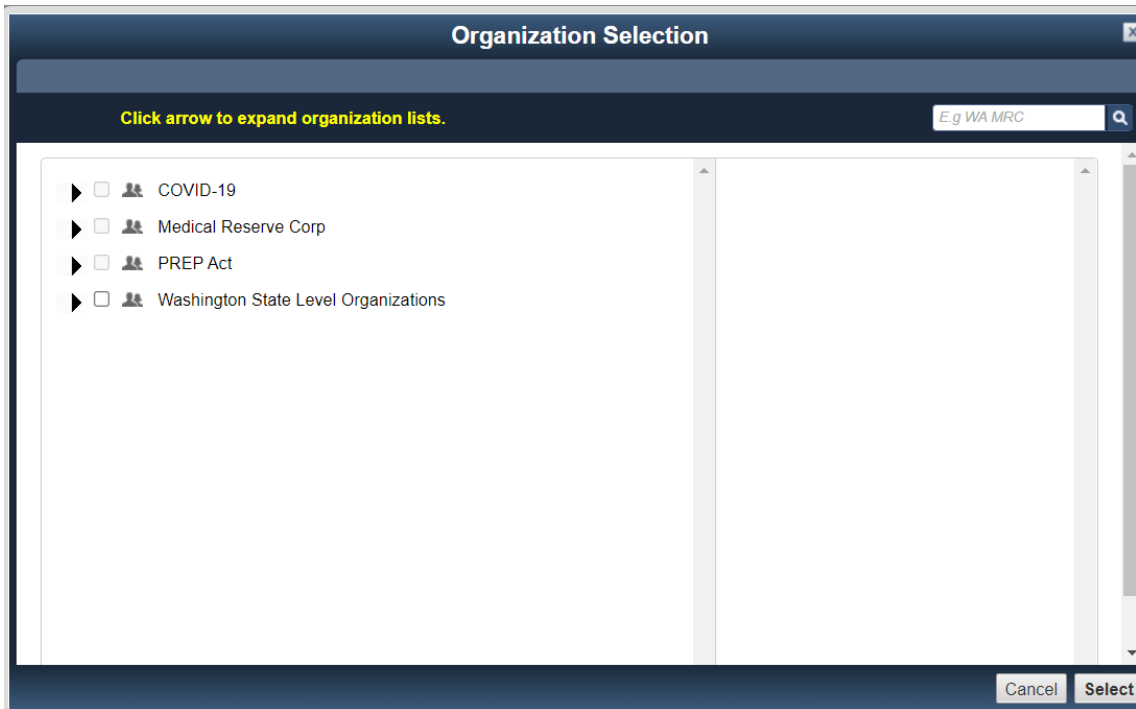 Organization Selection
x
Click arrow to expand organization lists.
E.g WA MRC
COVID-19
Medical Reserve Corp
PREP Act
Washington State Level Organizations
Cancel Select